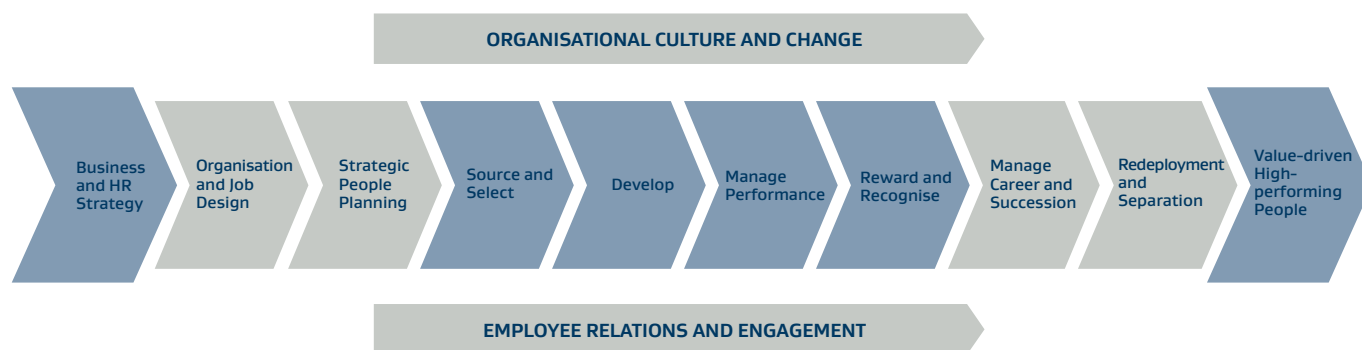 ORGANISATIONAL CULTURE AND CHANGE
Business
and HR
Strategy
Organisation
and Job
Design
Strategic
People
Planning
Source and
Select
Develop
Manage
Performance
Reward and
Recognise
Manage
Career and
Succession
Redeployment
and
Separation
Value-driven
High-
performing
People
EMPLOYEE RELATIONS AND ENGAGEMENT